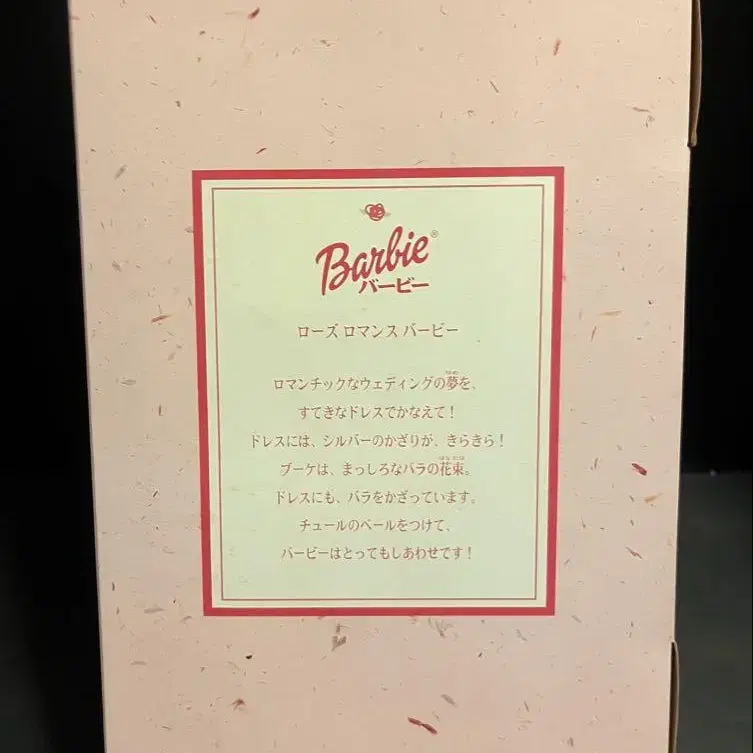 Barbie®
バービー
ローズ ロマンス バービー
ロマンチックなウェディングの夢を、
すてきなドレスでかなえて！
ドレスには、シルバーのかざりが、きらきら！
ブーケは、まっしろなバラの花束。
ドレスにも、バラをかざっています。
チュールのベールをつけて、
バービーはとってもしあわせです！